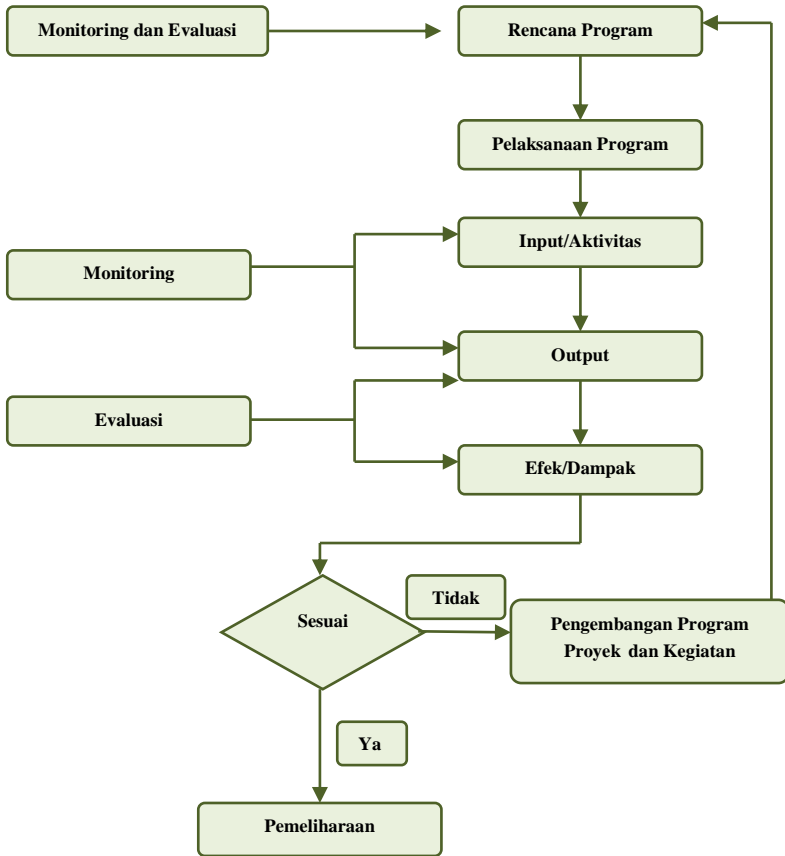 Monitoring dan Evaluasi
Rencana Program
Pelaksanaan Program
Input/Aktivitas
Monitoring
Output
Evaluasi
Efek/Dampak
Tidak
Sesuai
Pengembangan Program
Proyek dan Kegiatan
Ya
Pemeliharaan